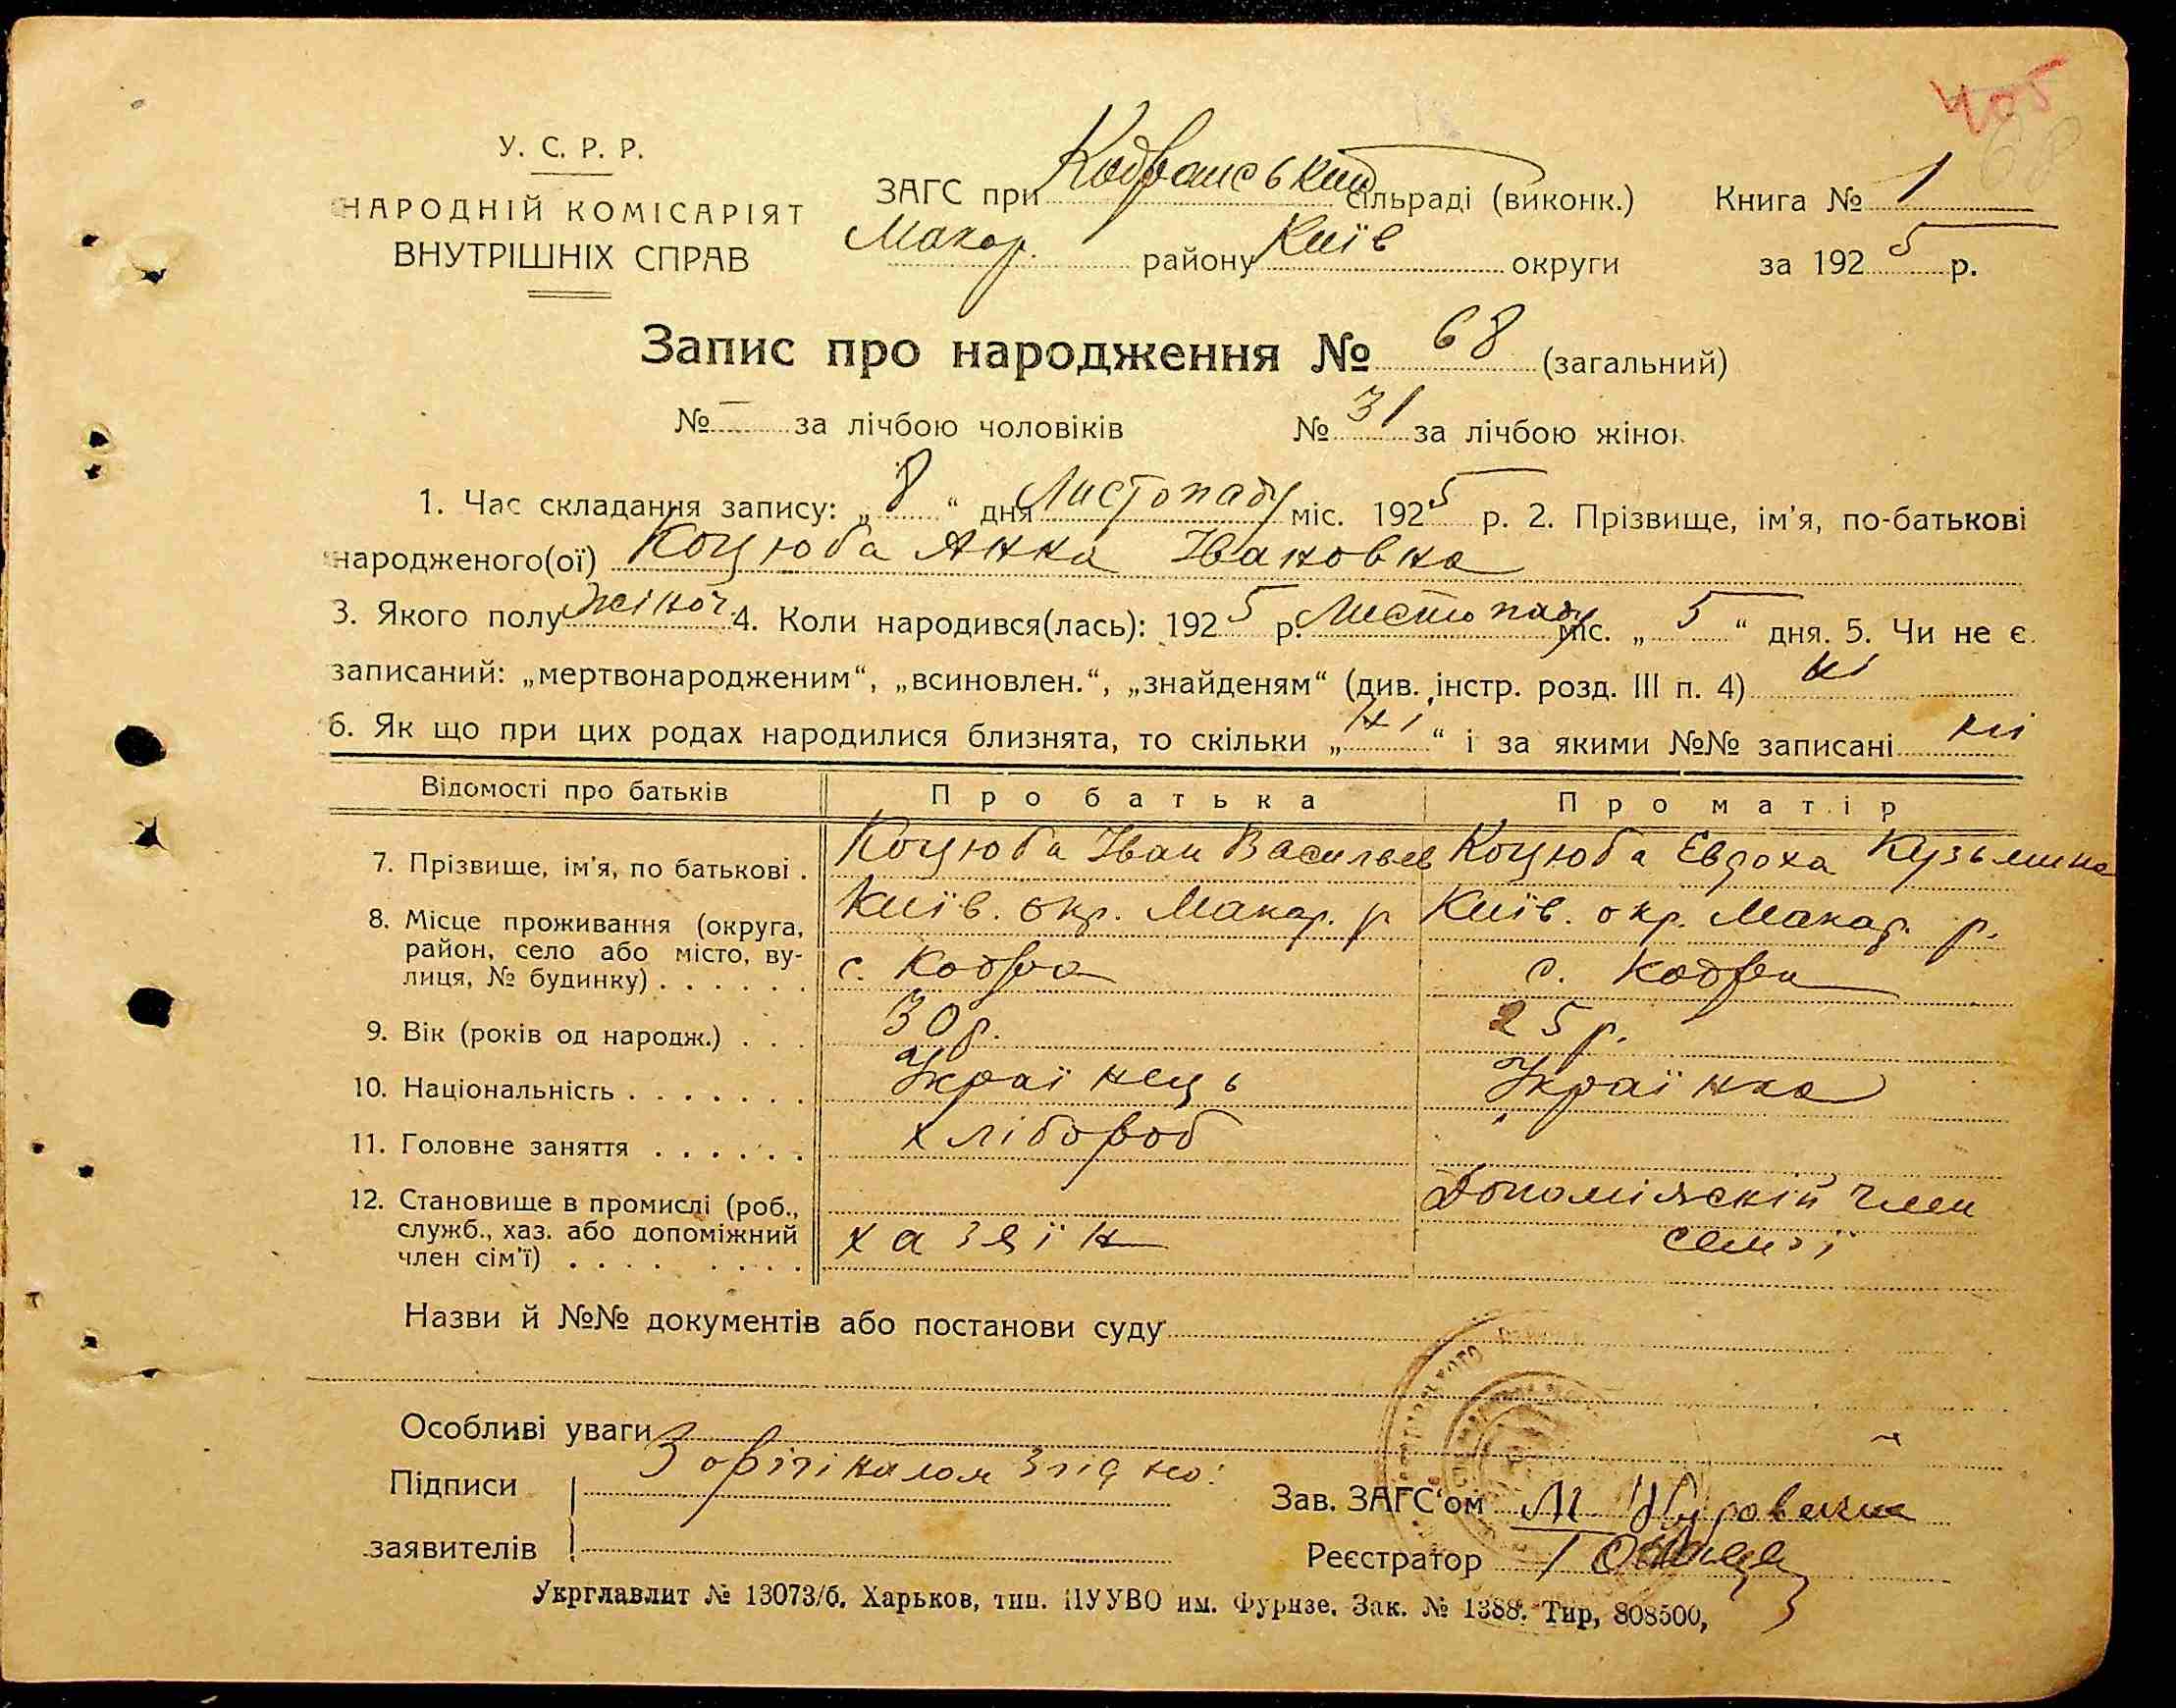 405
68
У. С. Р. Р.
НАРОДНІЙ КОМІСАРІЯТ
ВНУТРІШНІХ СПРАВ
ЗАГС при Кодранський сільраді (виконк.) Книга № 1
Макар. району Київ округи за 1925 р.
Запис про народження № 68 (загальний)
№ — за лічбою чоловіків № 31 за лічбою жінок
1. Час складання запису: „8“ дня Листопаду міс. 1925 р. 2. Прізвище, ім'я, по-батькові
народженого(ої) Коцюба Анна Івановна
3. Якого полу жіноч. 4. Коли народився(лась): 1925 р. Листопаду міс. „5“ дня. 5. Чи не є
записаний: „мертвонародженим“, „всиновлен.“, „знайденям“ (див. інстр. розд. III п. 4) ні
6. Як що при цих родах народилися близнята, то скільки „ні“ і за якими №№ записані ні
Відомості про батьків Про батька Про матір
7. Прізвище, ім'я, по батькові . Коцюба Іван Васильев Коцюба Евдоха Кузьмина
8. Місце проживання (округа, Київ. окр. Макар. р Київ. окр. Макар. р.
район, село або місто, ву-
лиця, № будинку) . . . . . . с. Кодра с. Кодра
9. Вік (років од народж.) . . . 30 р. 25 р.
10. Національність . . . . . . . Українець Українка
11. Головне заняття . . . . . . хлібороб
12. Становище в промислі (роб., Допоміжскій член
служб., хаз. або допоміжний хазяїн семʼї
член сім'ї) . . . . . . . .
Назви й №№ документів або постанови суду
Особливі уваги
Підписи З орігіналом згідно:
Зав. ЗАГС'ом М.
заявителів
Реєстратор
Укрглавлит № 13073/б. Харьков, тип. ПУУВО им. Фрунзе. Зак. № 1388. Тир, 808500,